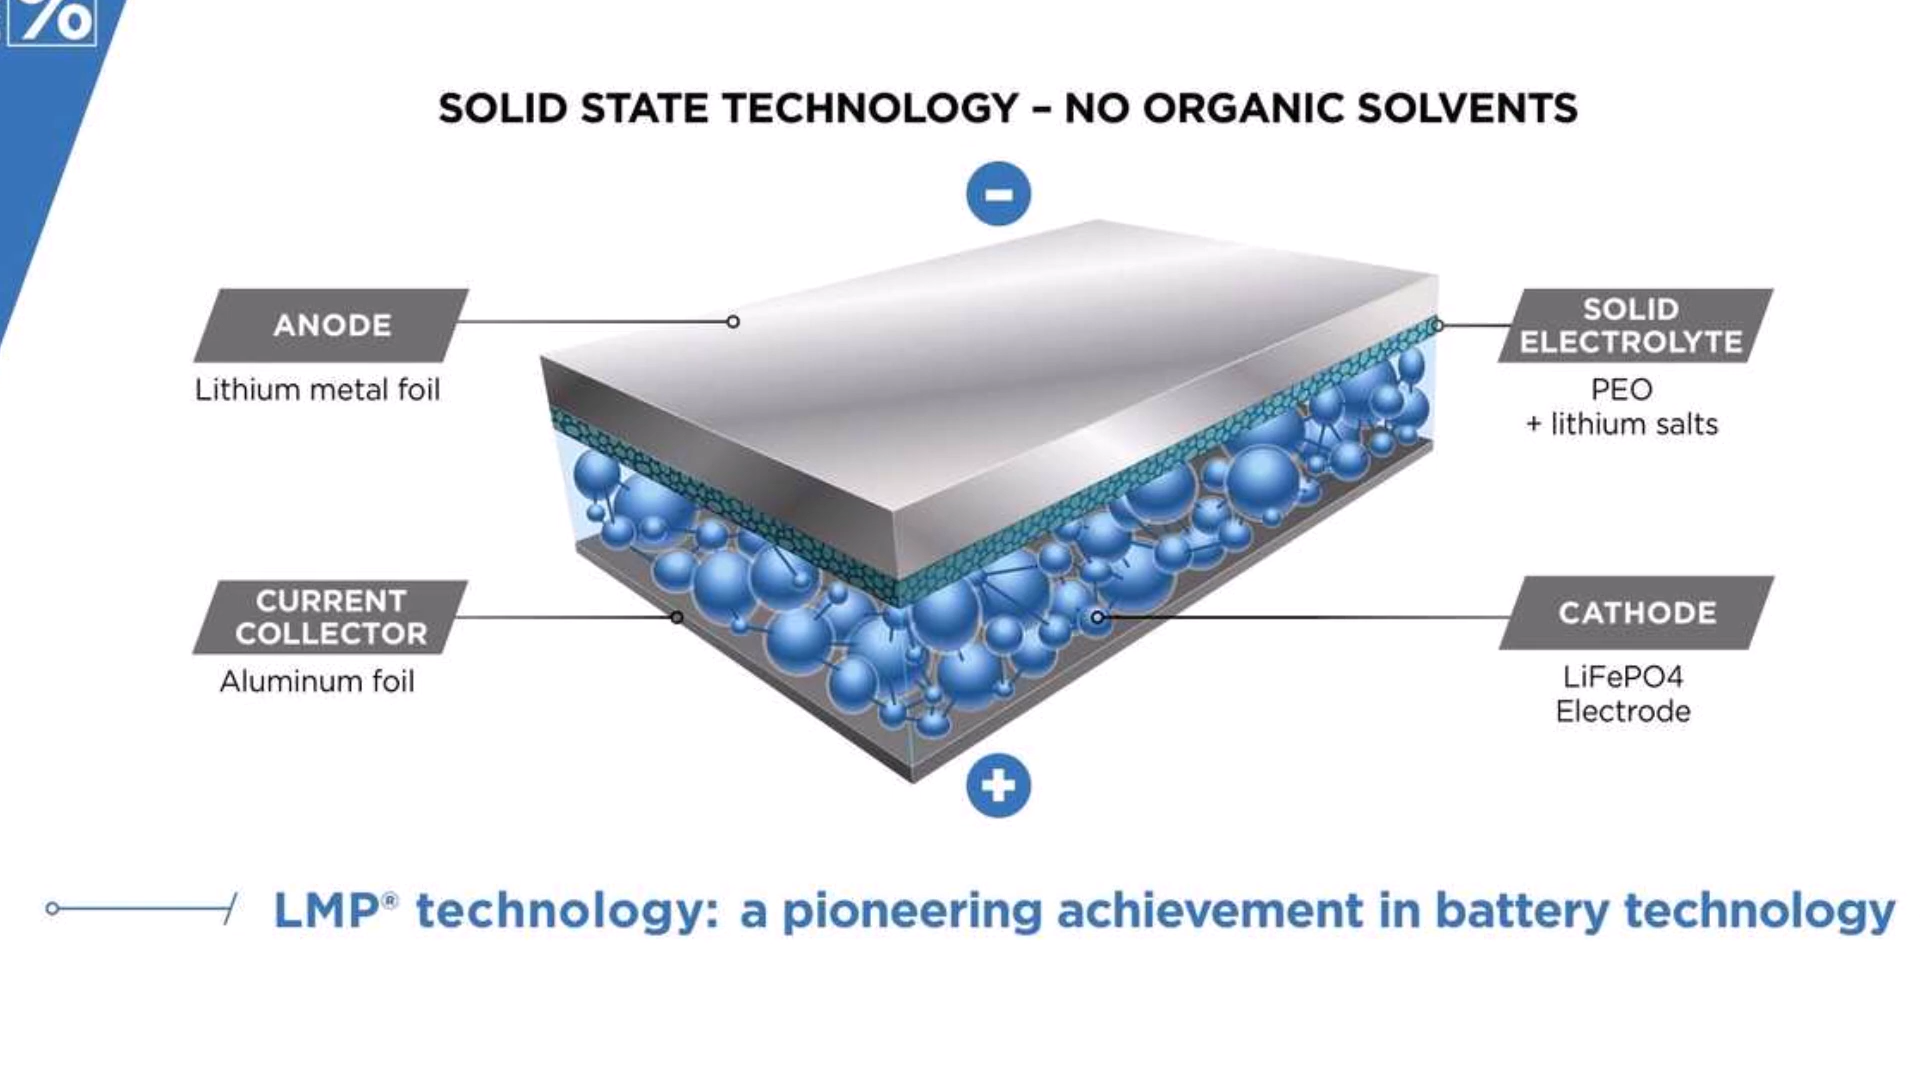 %
SOLID STATE TECHNOLOGY – NO ORGANIC SOLVENTS
-
ANODE
Lithium metal foil
SOLID
ELECTROLYTE
PEO
+ lithium salts
CURRENT
COLLECTOR
Aluminum foil
CATHODE
LiFePO4
Electrode
+
LMP® technology: a pioneering achievement in battery technology